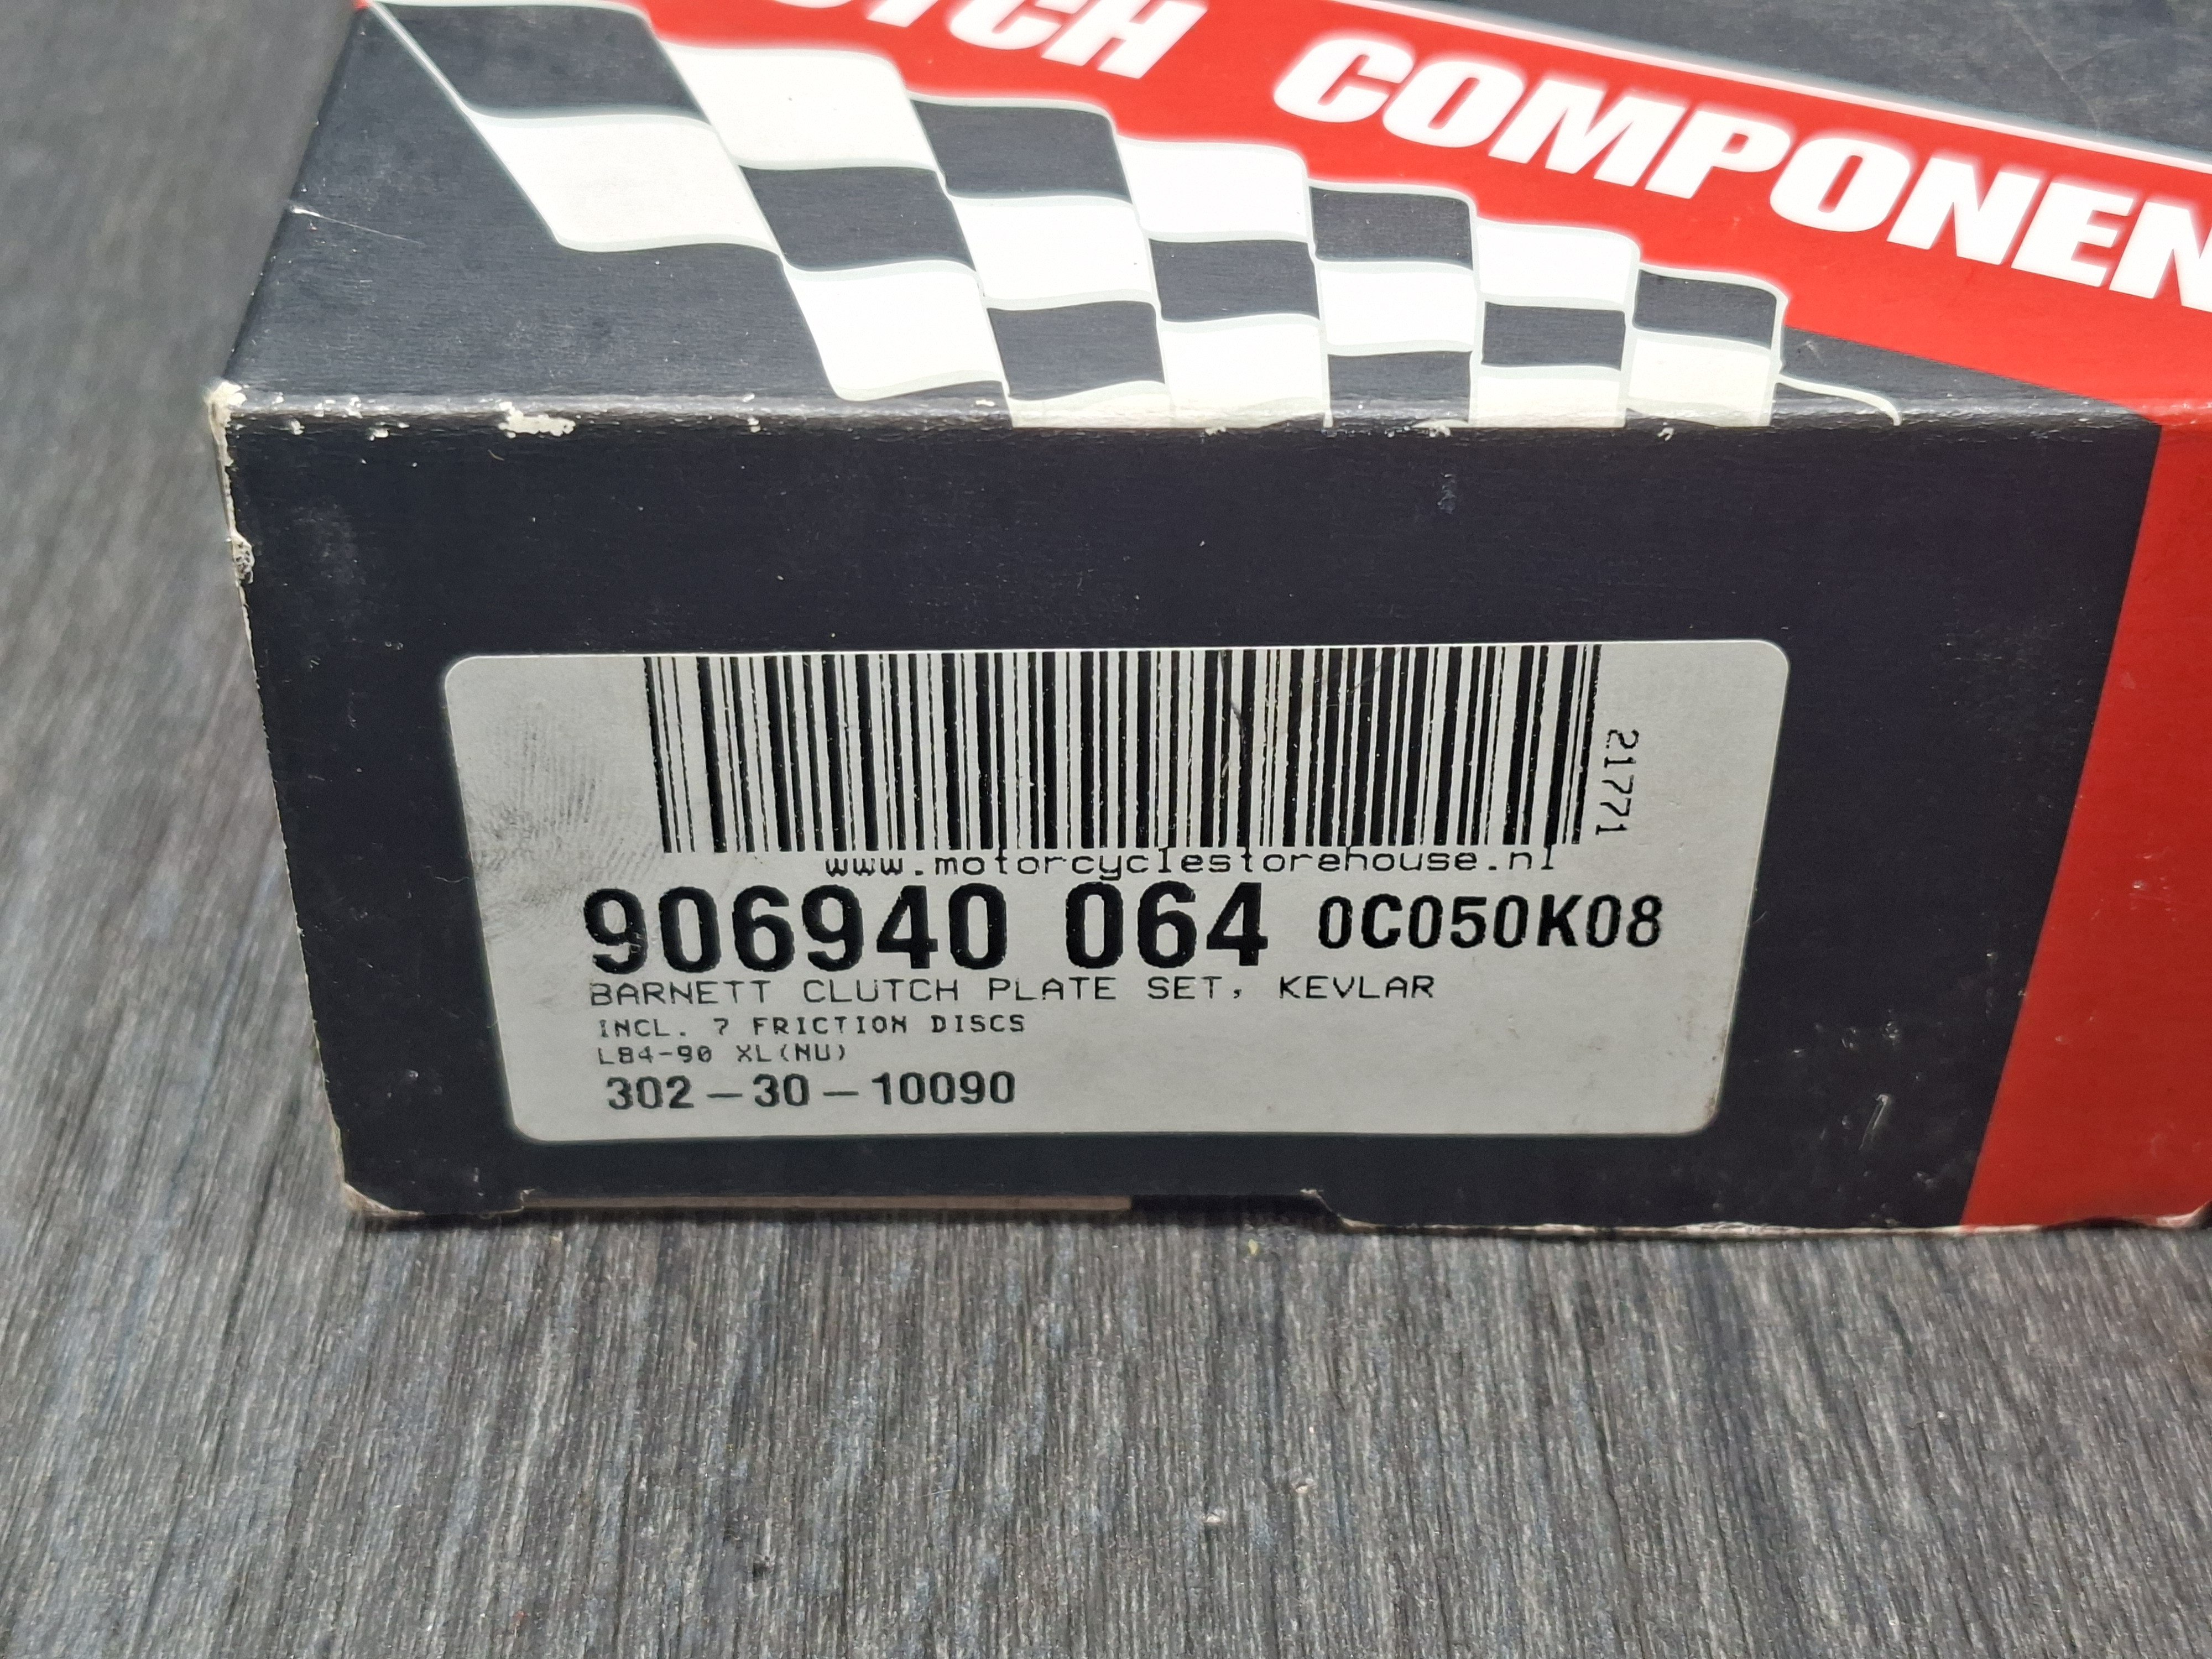 COMPONEN
21771
www.motorcyclestorehouse.nl
906940 064 0C050K08
BARNETT CLUTCH PLATE SET, KEVLAR
INCL. 7 FRICTION DISCS
L84-90 XL(NU)
302-30-10090